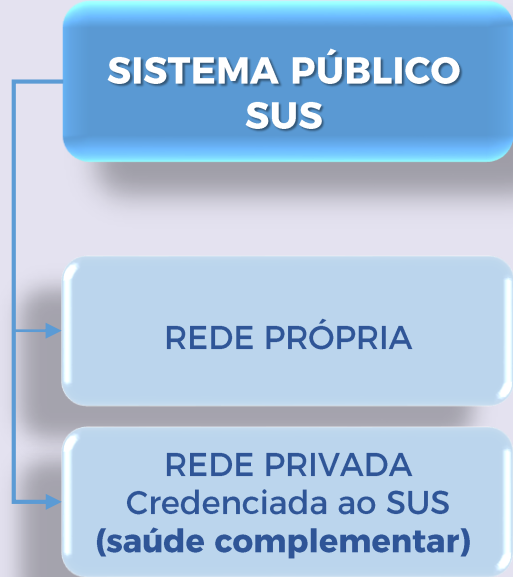 SISTEMA PÚBLICO
SUS
REDE PRÓPRIA
REDE PRIVADA
Credenciada ao SUS
(saúde complementar)